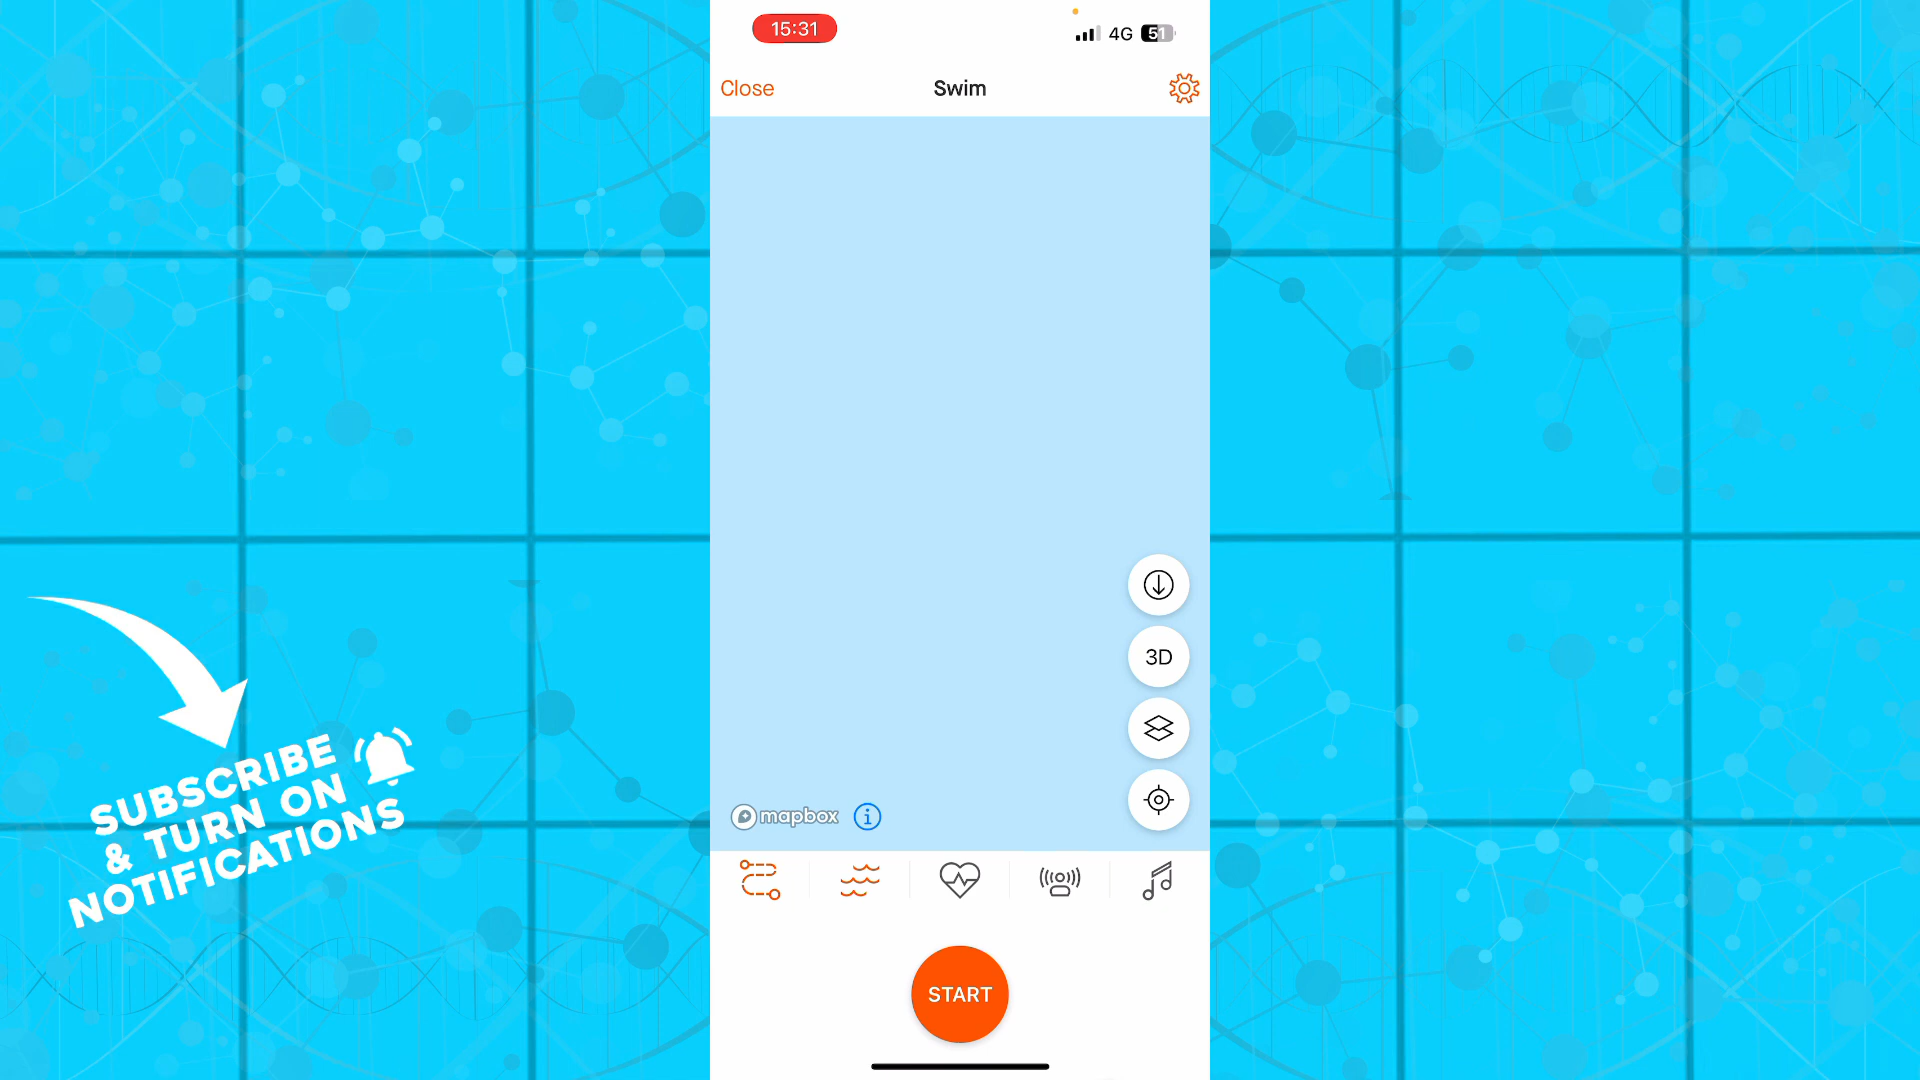 15:31
4G 51
Close
Swim
3D
mapbox
START
SUBSCRIBE
& TURN ON
NOTIFICATIONS